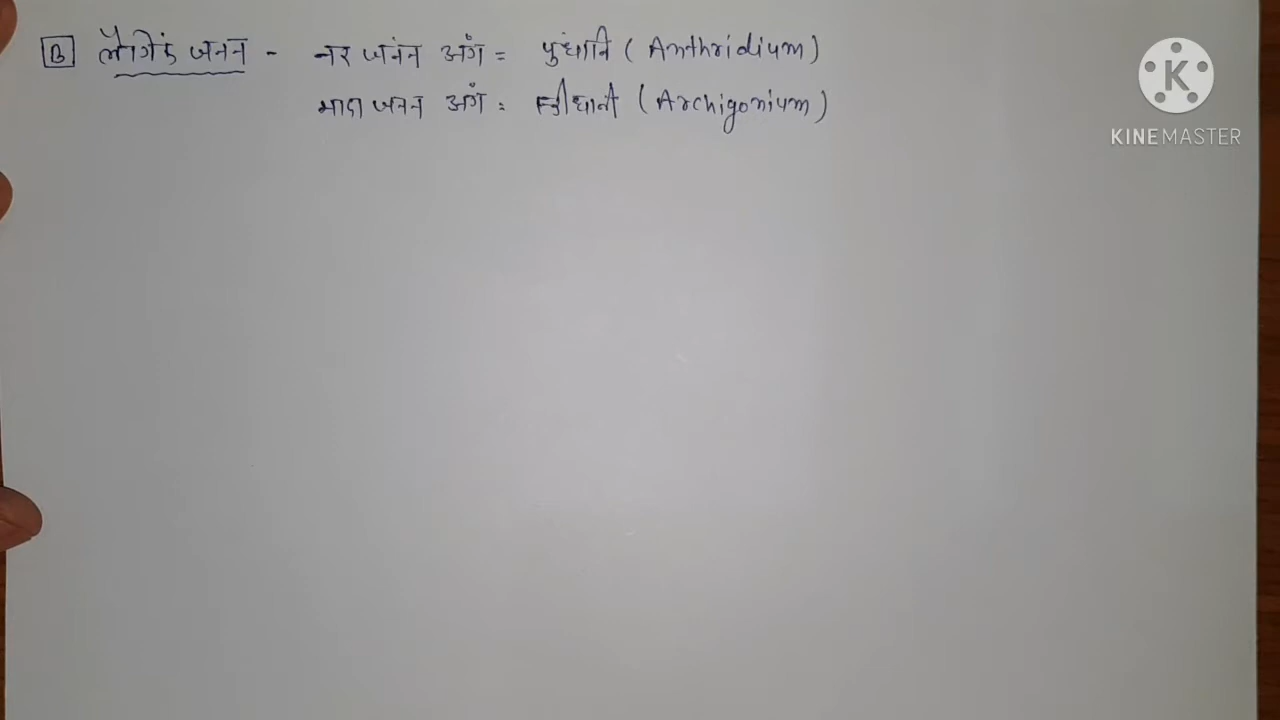 B लैंगिक जनन - नर जनन अंग = पुंधानि (Anthridium)
मादा जनन अंग = स्त्रीधानी (Archigonium)
K
KINEMASTER